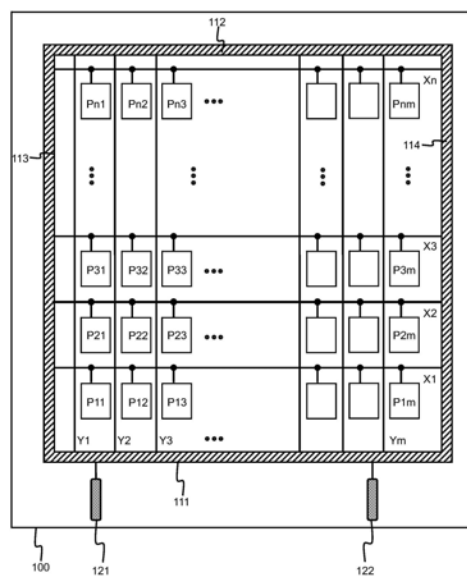 112
Xn
Pn1 Pn2 Pn3 ... Pnm
113
114
X3
P31 P32 P33 ... P3m
X2
P21 P22 P23 ... P2m
X1
P11 P12 P13 P1m
Y1 Y2 Y3 ... Ym
111
100
121
122